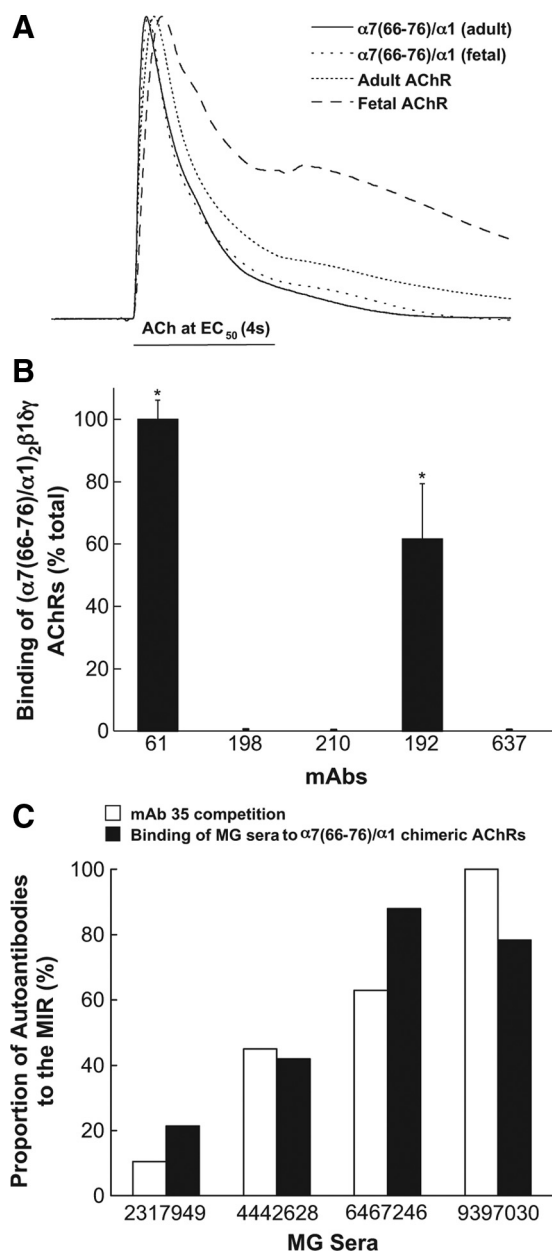 A
α7(66-76)/α1 (adult)
α7(66-76)/α1 (fetal)
Adult AChR
Fetal AChR
ACh at EC50 (4s)
B
Binding of (α7(66-76)/α1)2β1δγ
AChRs (% total)
100
80
60
40
20
0
*
*
61 198 210 192 637
mAbs
C
mAb 35 competition
Binding of MG sera to α7(66-76)/α1 chimeric AChRs
Proportion of Autoantibodies
to the MIR (%)
100
80
60
40
20
0
2317949 4442628 6467246 9397030
MG Sera